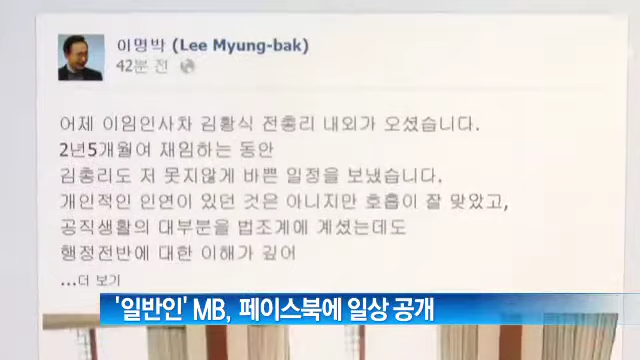 이명박 (Lee Myung-bak)
42분 전
어제 이임인사차 김황식 전총리 내외가 오셨습니다.
2년5개월여 재임하는 동안
김총리도 저 못지않게 바쁜 일정을 보냈습니다.
개인적인 인연이 있던 것은 아니지만 호흡이 잘 맞았고,
공직생활의 대부분을 법조계에 계셨는데도
행정전반에 대한 이해가 깊어
...더 보기
'일반인' MB, 페이스북에 일상 공개